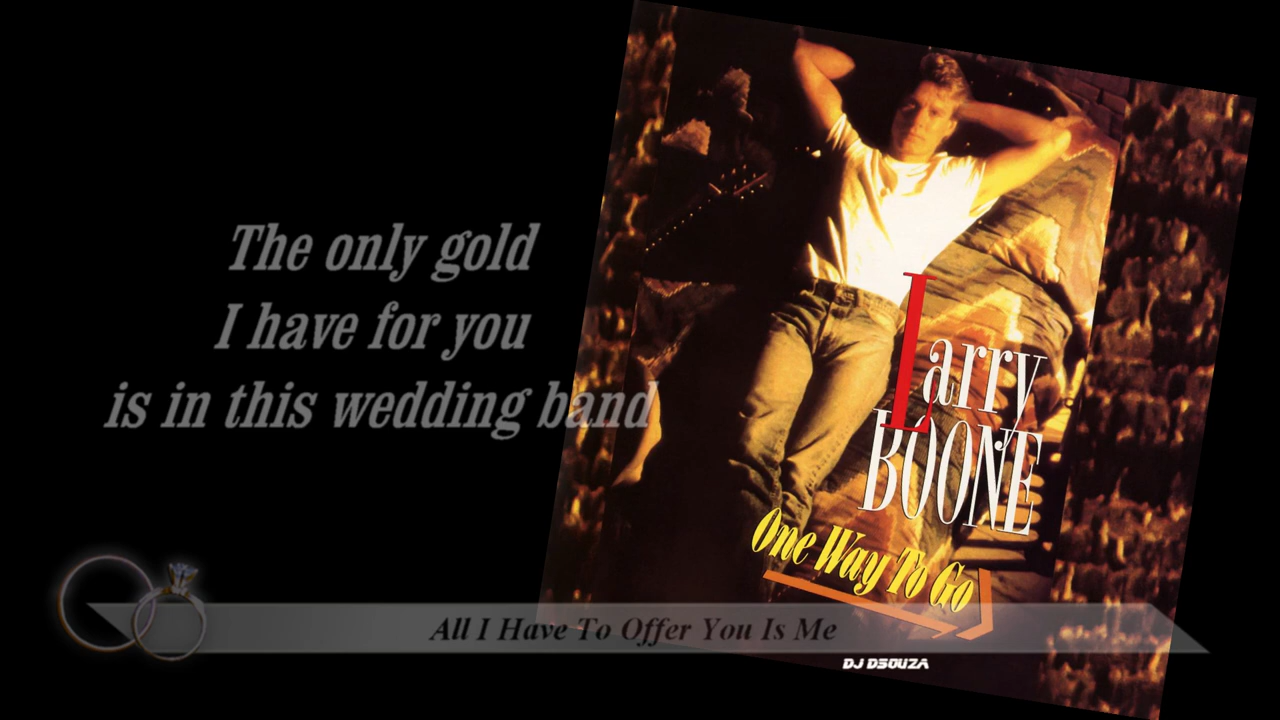 The only gold
I have for you
is in this wedding band
Larry
BOONE
One Way To Go
All I Have To Offer You Is Me
DJ DSOUZA